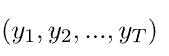 (y_1, y_2, ..., y_T)